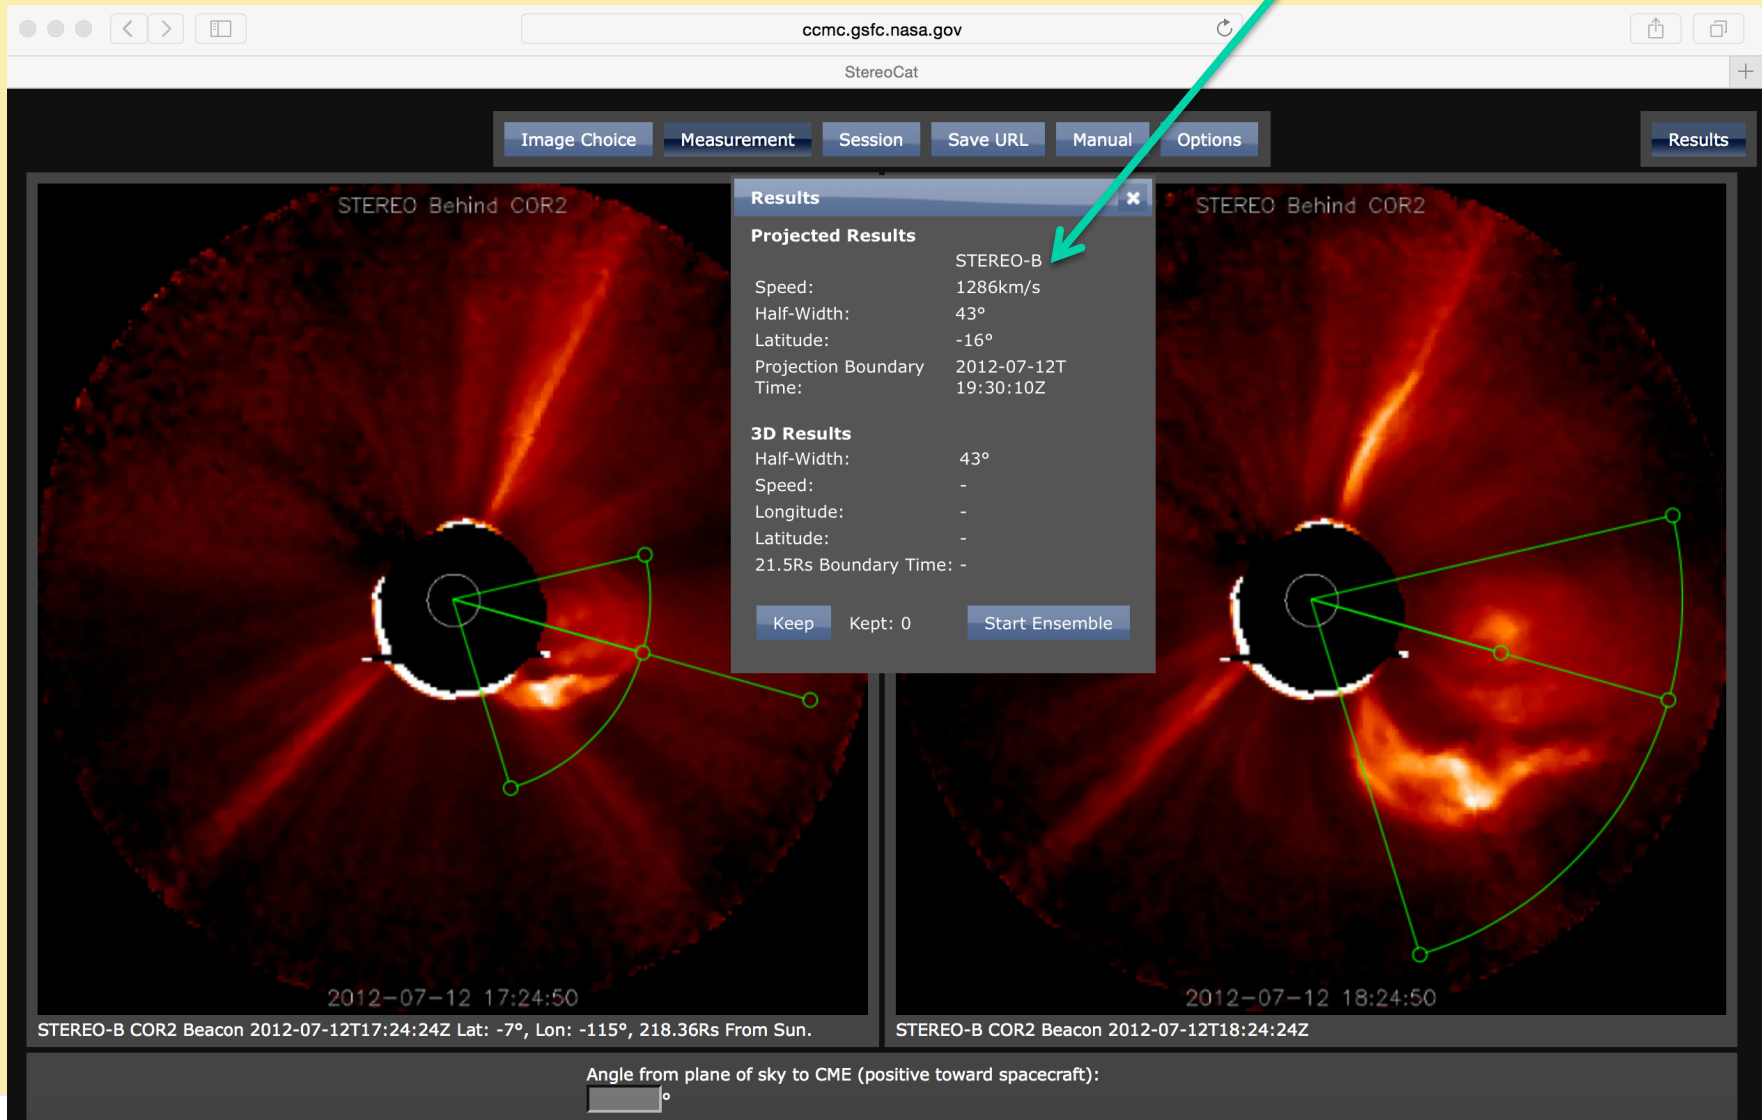 ccmc.gsfc.nasa.gov
StereoCat
Image Choice
Measurement
Session
Save URL
Manual
Options
Results
STEREO Behind COR2
Results
STEREO Behind COR2
Projected Results
STEREO-B
Speed: 1286km/s
Half-Width: 43°
Latitude: -16°
Projection Boundary 2012-07-12T
Time: 19:30:10Z
3D Results
Half-Width: 43°
Speed: -
Longitude: -
Latitude: -
21.5Rs Boundary Time: -
Keep
Kept: 0
Start Ensemble
2012-07-12 17:24:50
2012-07-12 18:24:50
STEREO-B COR2 Beacon 2012-07-12T17:24:24Z Lat: -7°, Lon: -115°, 218.36Rs From Sun.
STEREO-B COR2 Beacon 2012-07-12T18:24:24Z
Angle from plane of sky to CME (positive toward spacecraft):
°